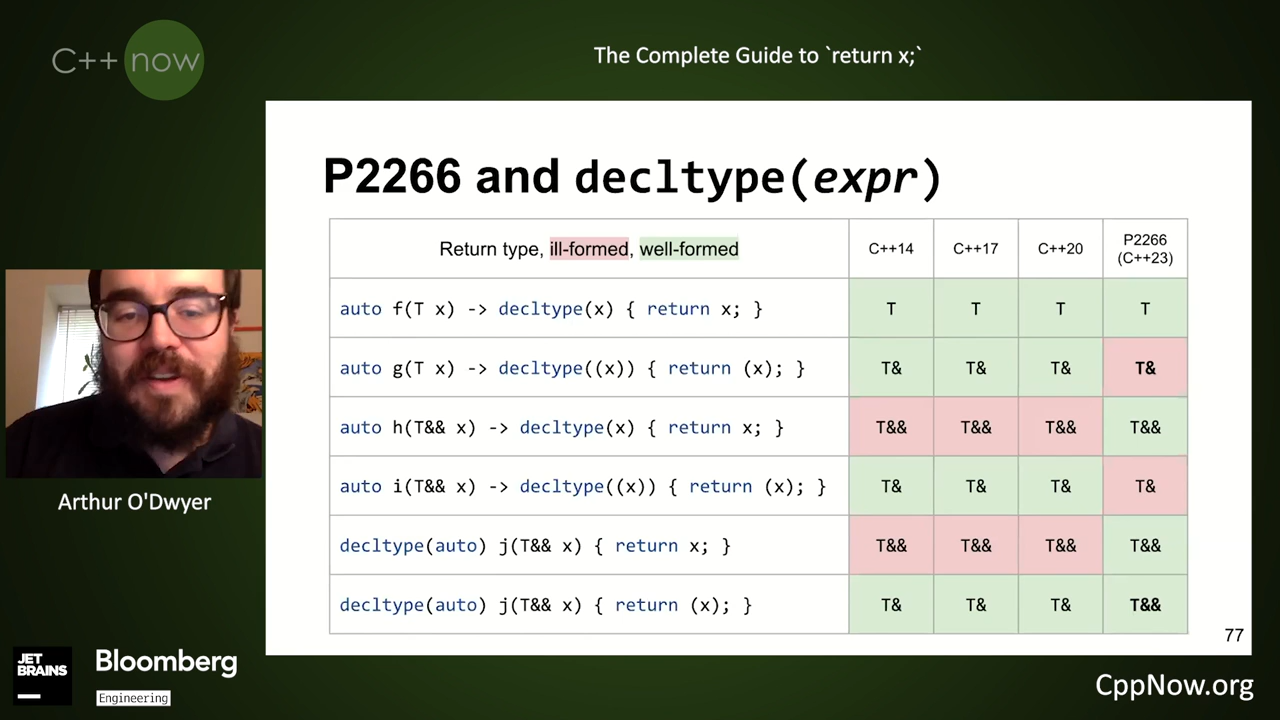 C++ now
The Complete Guide to `return x;`
P2266 and decltype(expr)
Return type, ill-formed, well-formed C++14 C++17 C++20 P2266
(C++23)
auto f(T x) -> decltype(x) { return x; } T T T T
auto g(T x) -> decltype((x)) { return (x); } T& T& T& T&
auto h(T&& x) -> decltype(x) { return x; } T&& T&& T&& T&&
auto i(T&& x) -> decltype((x)) { return (x); } T& T& T& T&
decltype(auto) j(T&& x) { return x; } T&& T&& T&& T&&
decltype(auto) j(T&& x) { return (x); } T& T& T& T&&
77
Arthur O'Dwyer
JET
BRAINS
Bloomberg
Engineering
CppNow.org